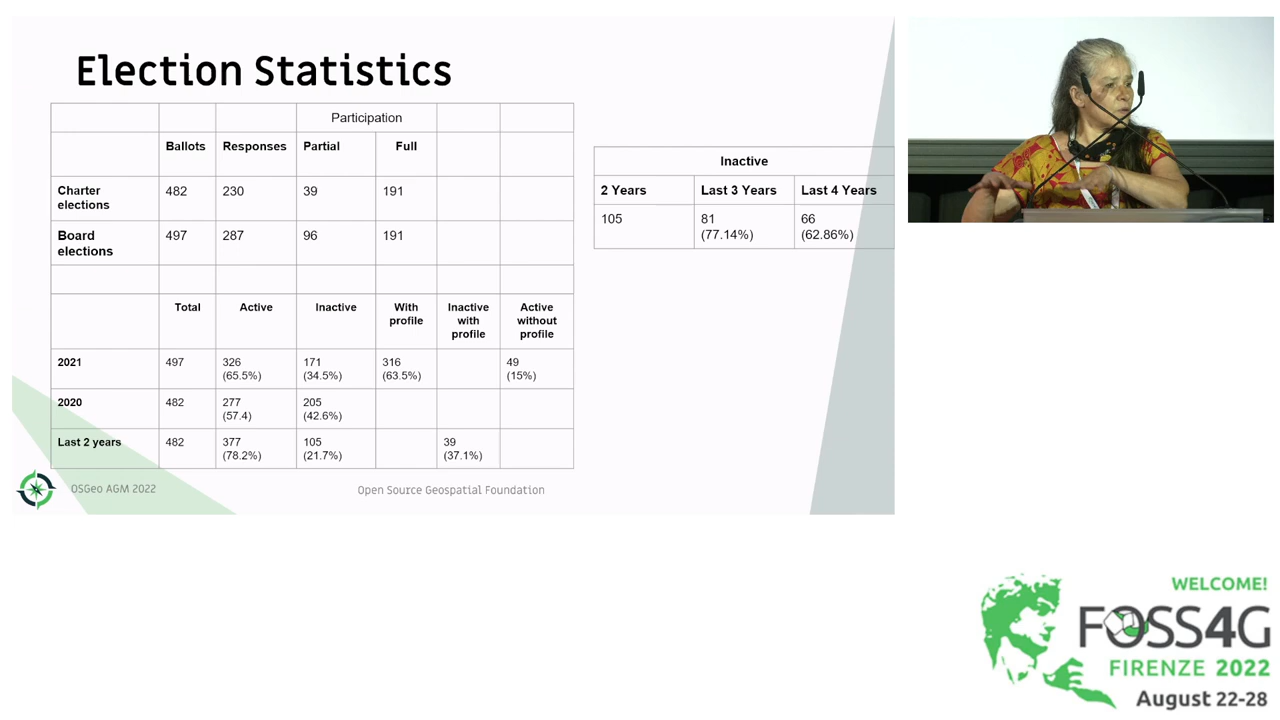 Election Statistics
Participation
Ballots Responses Partial Full
Charter elections 482 230 39 191
Board elections 497 287 96 191
Total Active Inactive With profile Inactive with profile Active without profile
2021 497 326 (65.5%) 171 (34.5%) 316 (63.5%) 49 (15%)
2020 482 277 (57.4) 205 (42.6%)
Last 2 years 482 377 (78.2%) 105 (21.7%) 39 (37.1%)
Inactive
2 Years Last 3 Years Last 4 Years
105 81 (77.14%) 66 (62.86%)
OSGeo AGM 2022
Open Source Geospatial Foundation
WELCOME!
FOSS4G
FIRENZE 2022
August 22-28